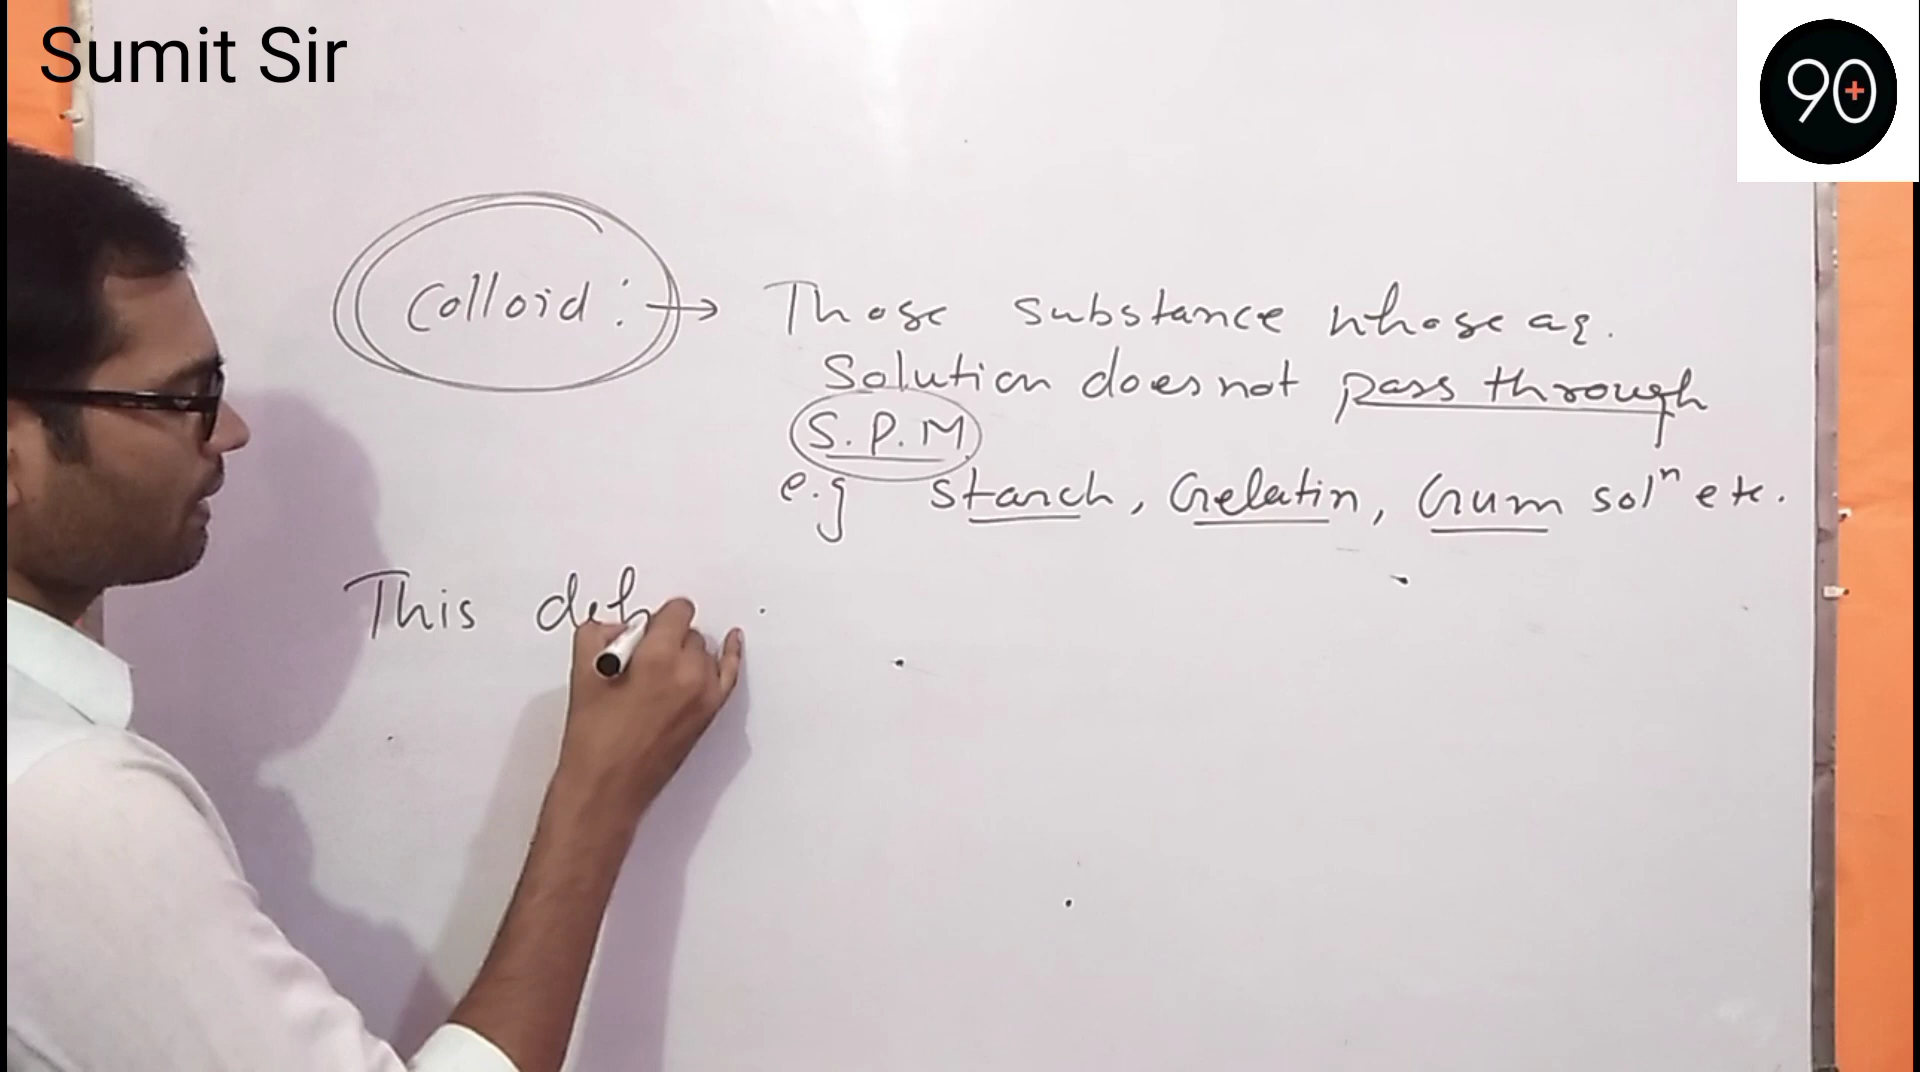 Sumit Sir
90+
Colloid: → Those substance whose aq.
Solution does not pass through
S.P.M
e.g starch, Gelatin, Gum solⁿ etc.
This def